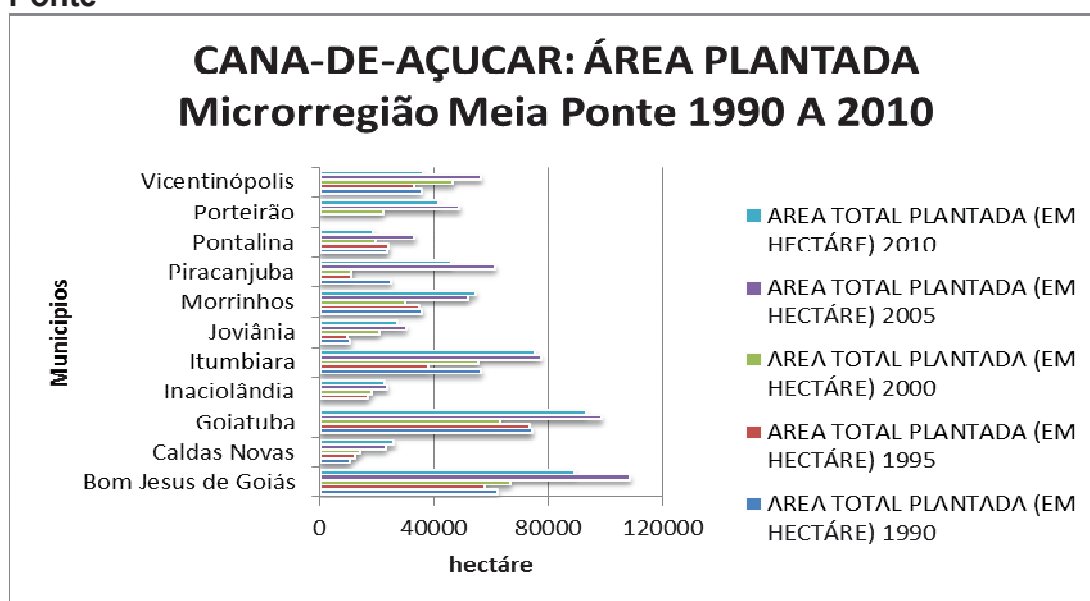 Ponte
CANA-DE-AÇUCAR: ÁREA PLANTADA
Microrregião Meia Ponte 1990 A 2010
Municipios
Vicentinópolis
Porteirão
Pontalina
Piracanjuba
Morrinhos
Joviânia
Itumbiara
Inaciolândia
Goiatuba
Caldas Novas
Bom Jesus de Goiás
0 40000 80000 120000
hectáre
AREA TOTAL PLANTADA (EM
HECTÁRE) 2010
AREA TOTAL PLANTADA (EM
HECTÁRE) 2005
AREA TOTAL PLANTADA (EM
HECTÁRE) 2000
AREA TOTAL PLANTADA (EM
HECTÁRE) 1995
AREA TOTAL PLANTADA (EM
HECTÁRE) 1990